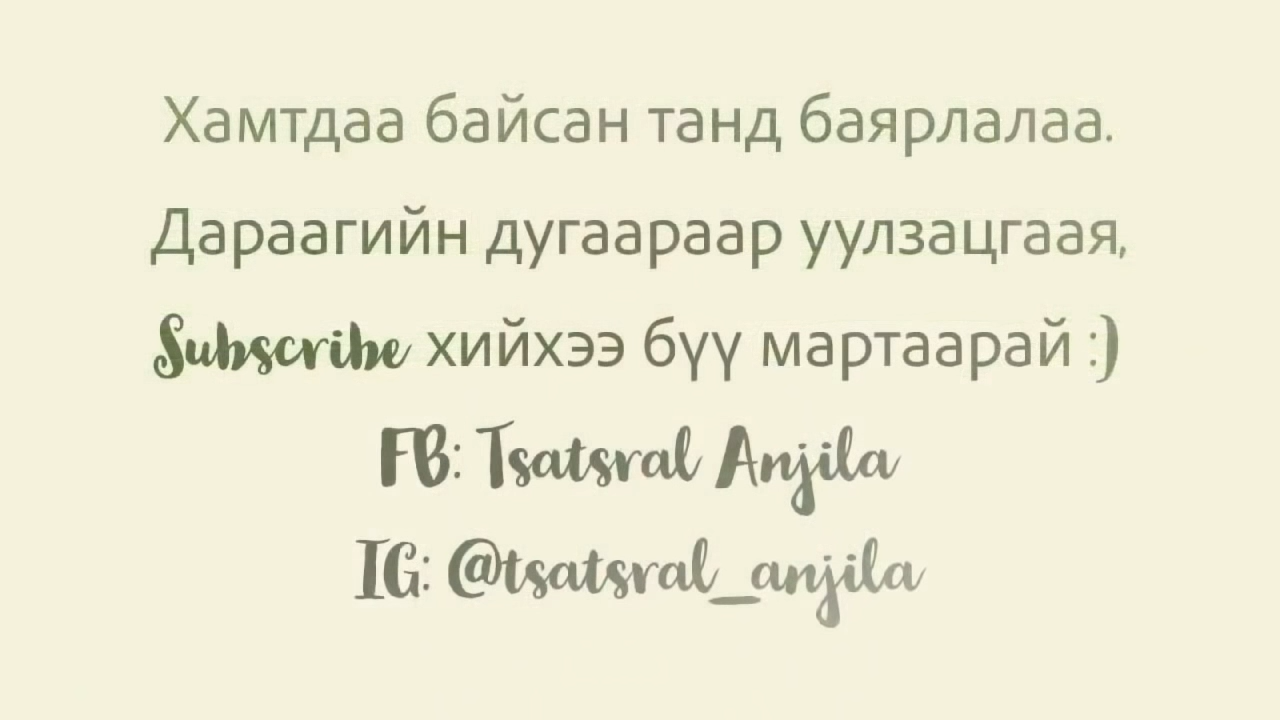 Хамтдаа байсан танд баярлалаа.
Дараагийн дугаараар уулзацгаая,
Subscribe хийхээ бүү мартаарай :)
FB: Tsatsral Anjila
IG: @tsatsral_anjila